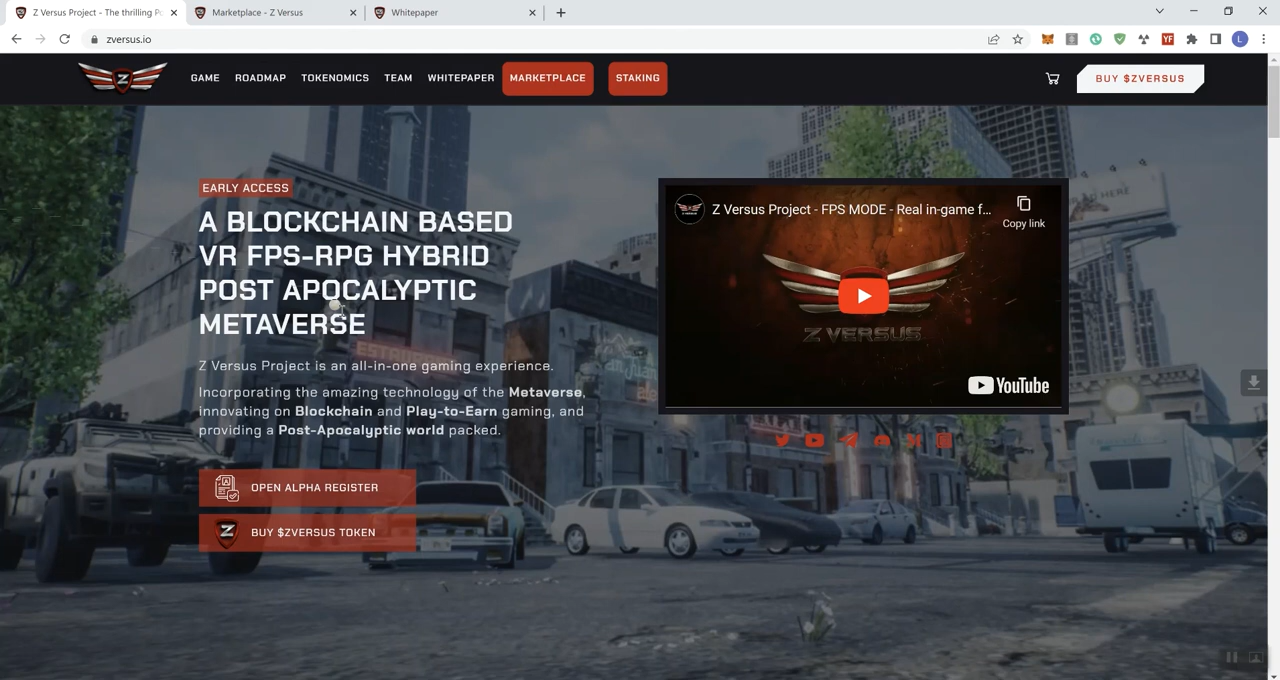 Z Versus Project - The thrilling P
Marketplace - Z Versus
Whitepaper
zversus.io
YF
L
Z
GAME
ROADMAP
TOKENOMICS
TEAM
WHITEPAPER
MARKETPLACE
STAKING
BUY $ZVERSUS
EARLY ACCESS
A BLOCKCHAIN BASED
VR FPS-RPG HYBRID
POST APOCALYPTIC
METAVERSE
Z Versus Project is an all-in-one gaming experience.
Incorporating the amazing technology of the Metaverse,
innovating on Blockchain and Play-to-Earn gaming, and
providing a Post-Apocalyptic world packed.
OPEN ALPHA REGISTER
BUY $ZVERSUS TOKEN
Z Versus Project - FPS MODE - Real in-game f...
Copy link
Z VERSUS
YouTube
HERE